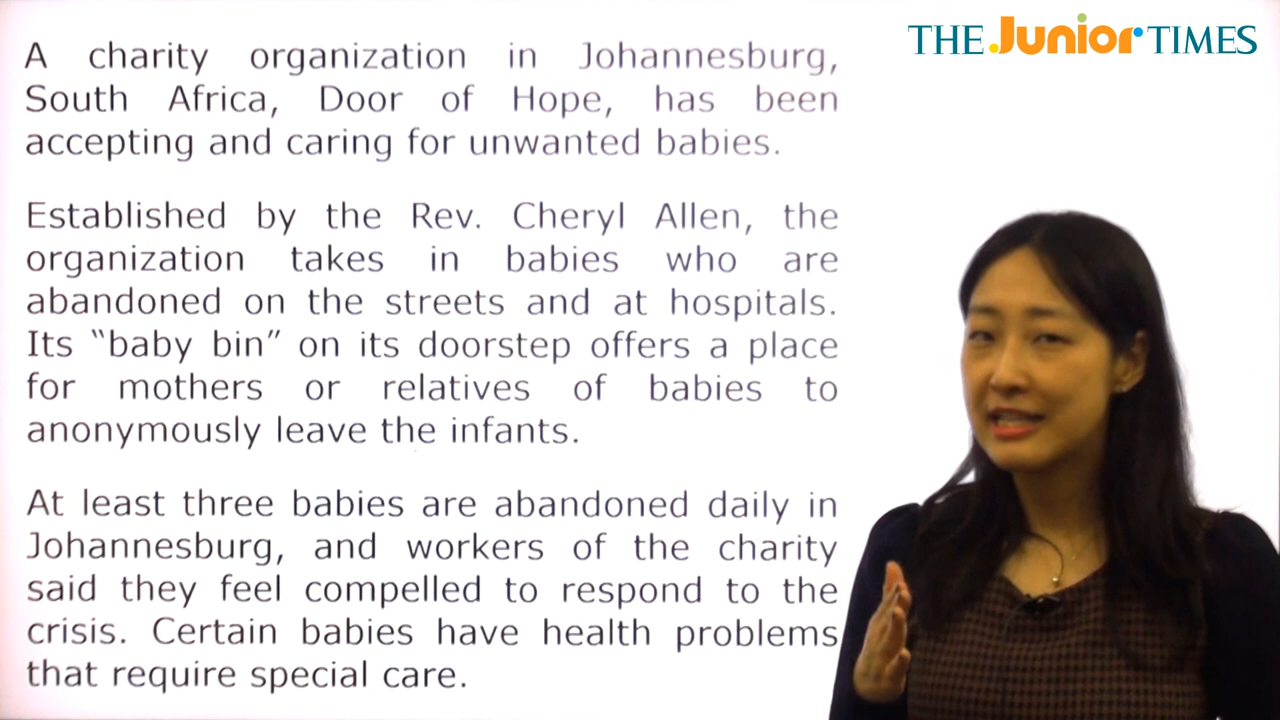 THE Junior TIMES
A charity organization in Johannesburg,
South Africa, Door of Hope, has been
accepting and caring for unwanted babies.
Established by the Rev. Cheryl Allen, the
organization takes in babies who are
abandoned on the streets and at hospitals.
Its “baby bin” on its doorstep offers a place
for mothers or relatives of babies to
anonymously leave the infants.
At least three babies are abandoned daily in
Johannesburg, and workers of the charity
said they feel compelled to respond to the
crisis. Certain babies have health problems
that require special care.